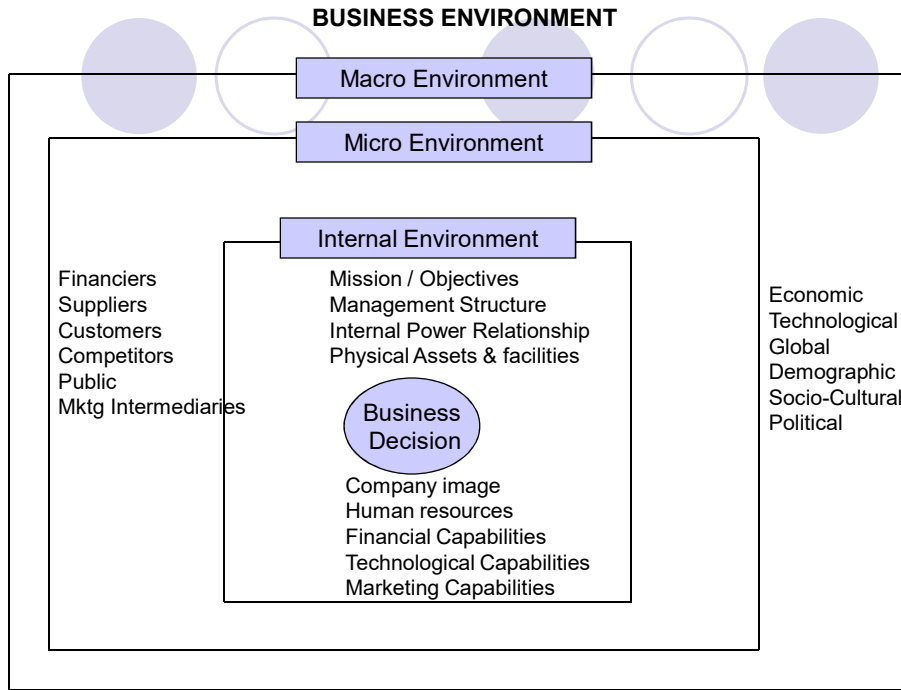 BUSINESS ENVIRONMENT
Macro Environment
Micro Environment
Internal Environment
Financiers
Suppliers
Customers
Competitors
Public
Mktg Intermediaries
Mission / Objectives
Management Structure
Internal Power Relationship
Physical Assets & facilities
Business
Decision
Company image
Human resources
Financial Capabilities
Technological Capabilities
Marketing Capabilities
Economic
Technological
Global
Demographic
Socio-Cultural
Political